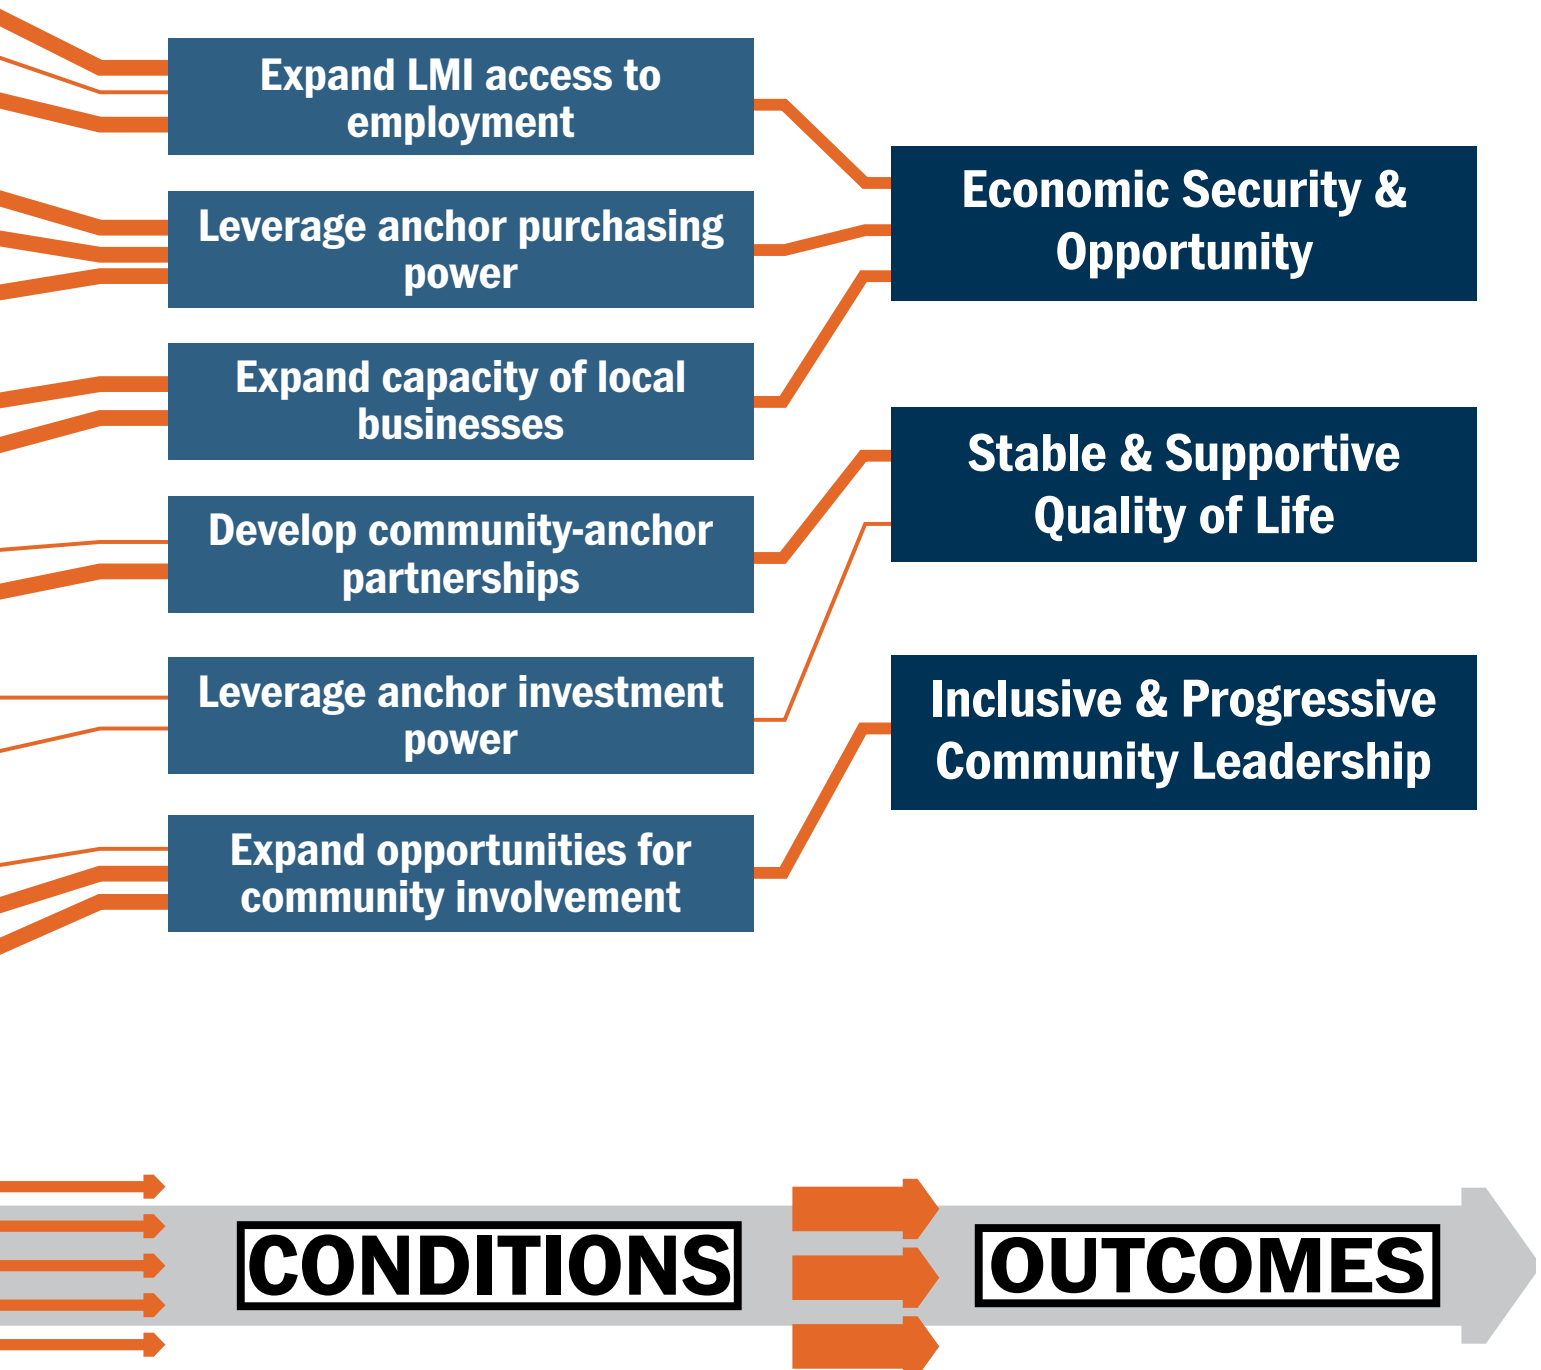 Expand LMI access to
employment
Leverage anchor purchasing
power
Expand capacity of local
businesses
Develop community-anchor
partnerships
Leverage anchor investment
power
Expand opportunities for
community involvement
Economic Security &
Opportunity
Stable & Supportive
Quality of Life
Inclusive & Progressive
Community Leadership
CONDITIONS
OUTCOMES